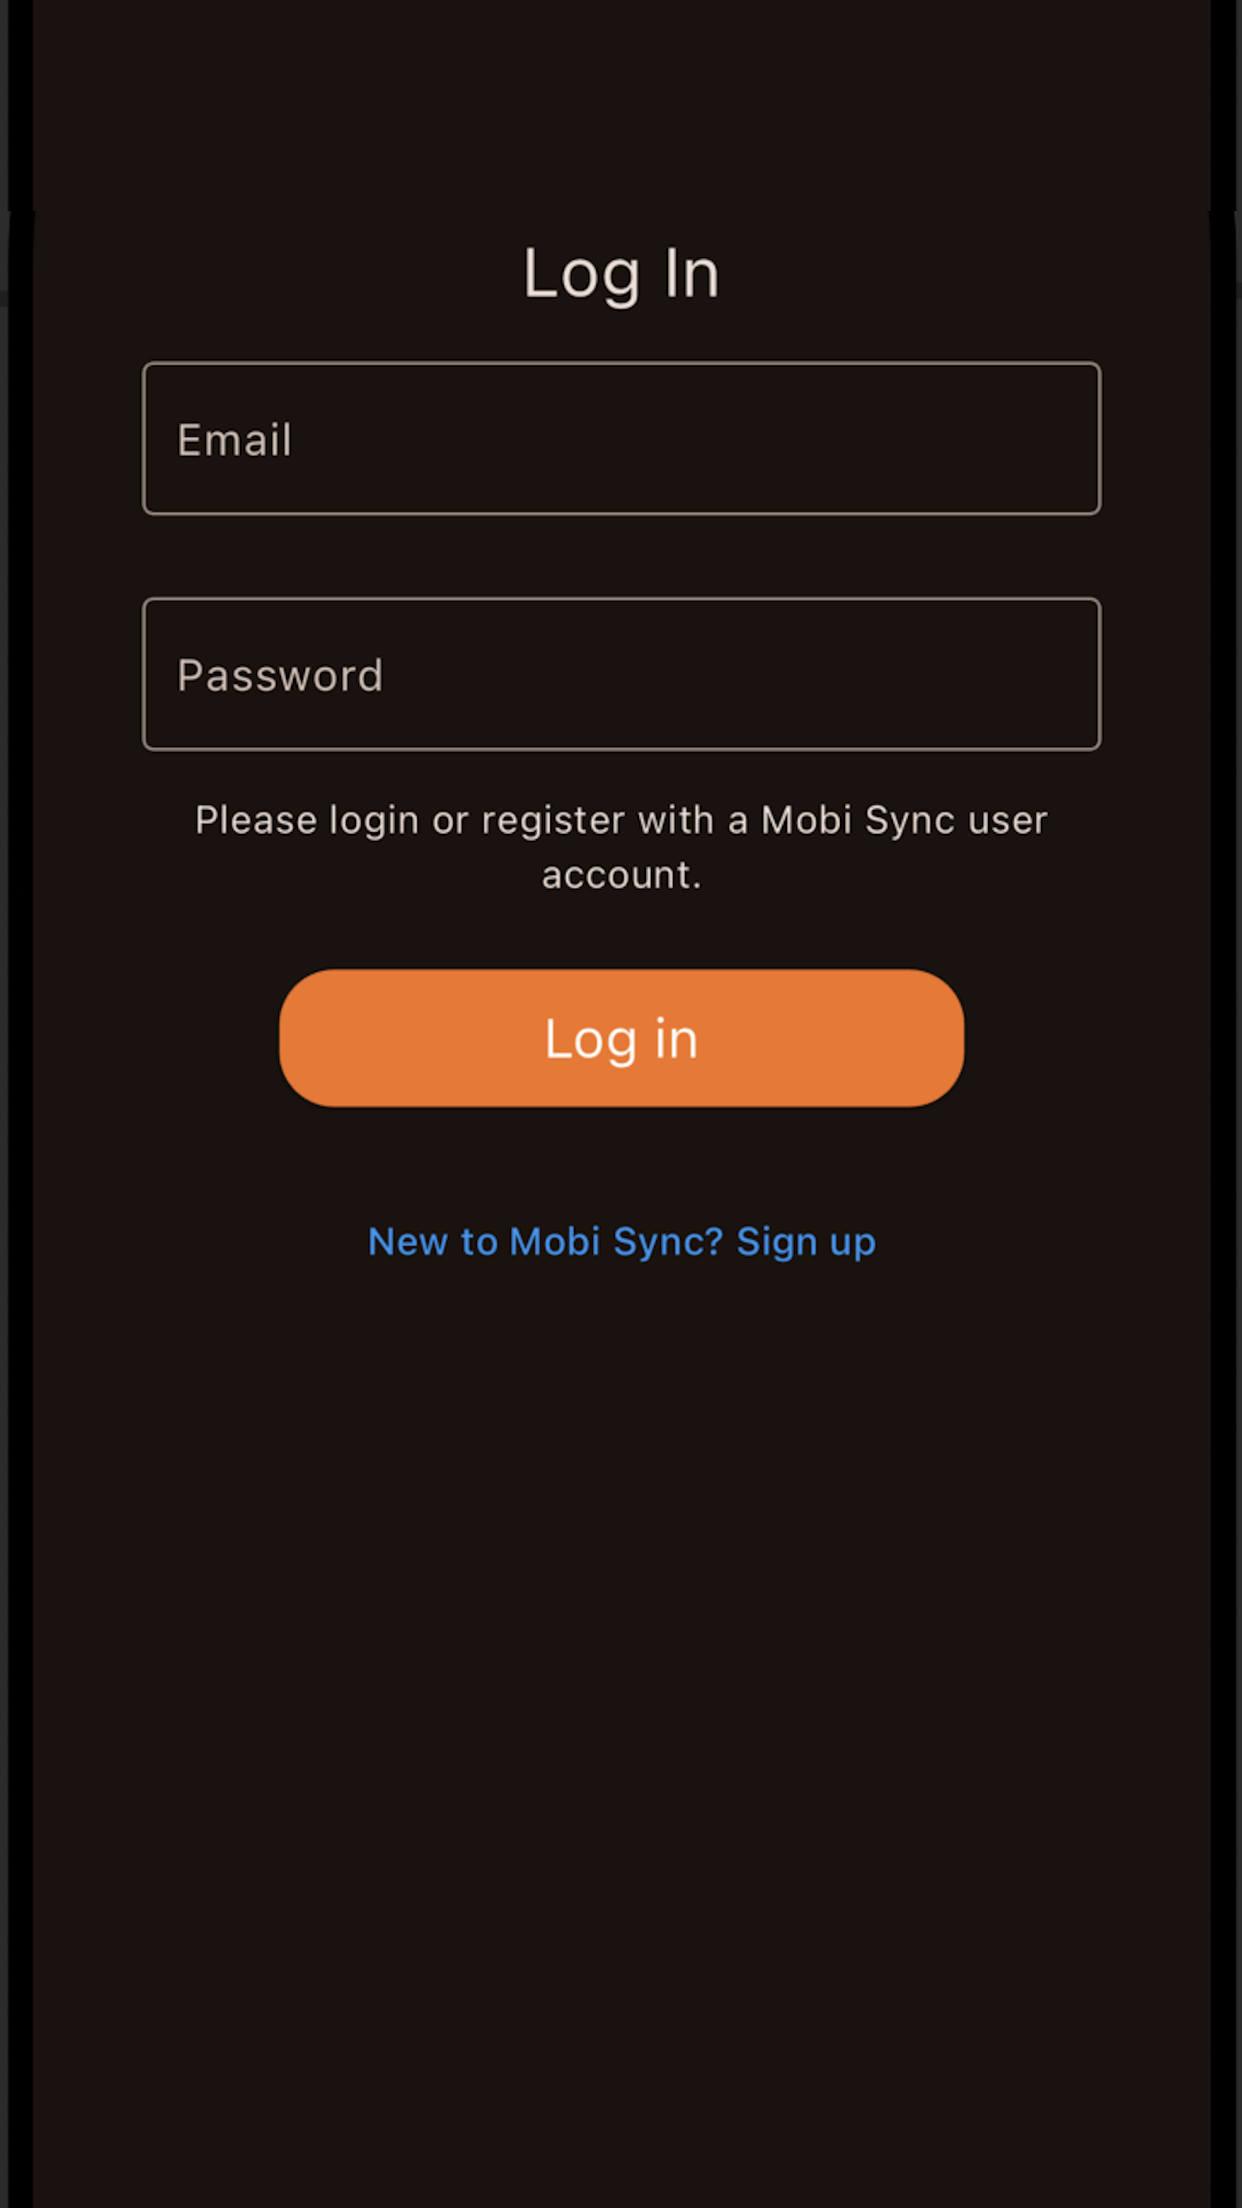 Log In
Email
Password
Please login or register with a Mobi Sync user
account.
Log in
New to Mobi Sync? Sign up